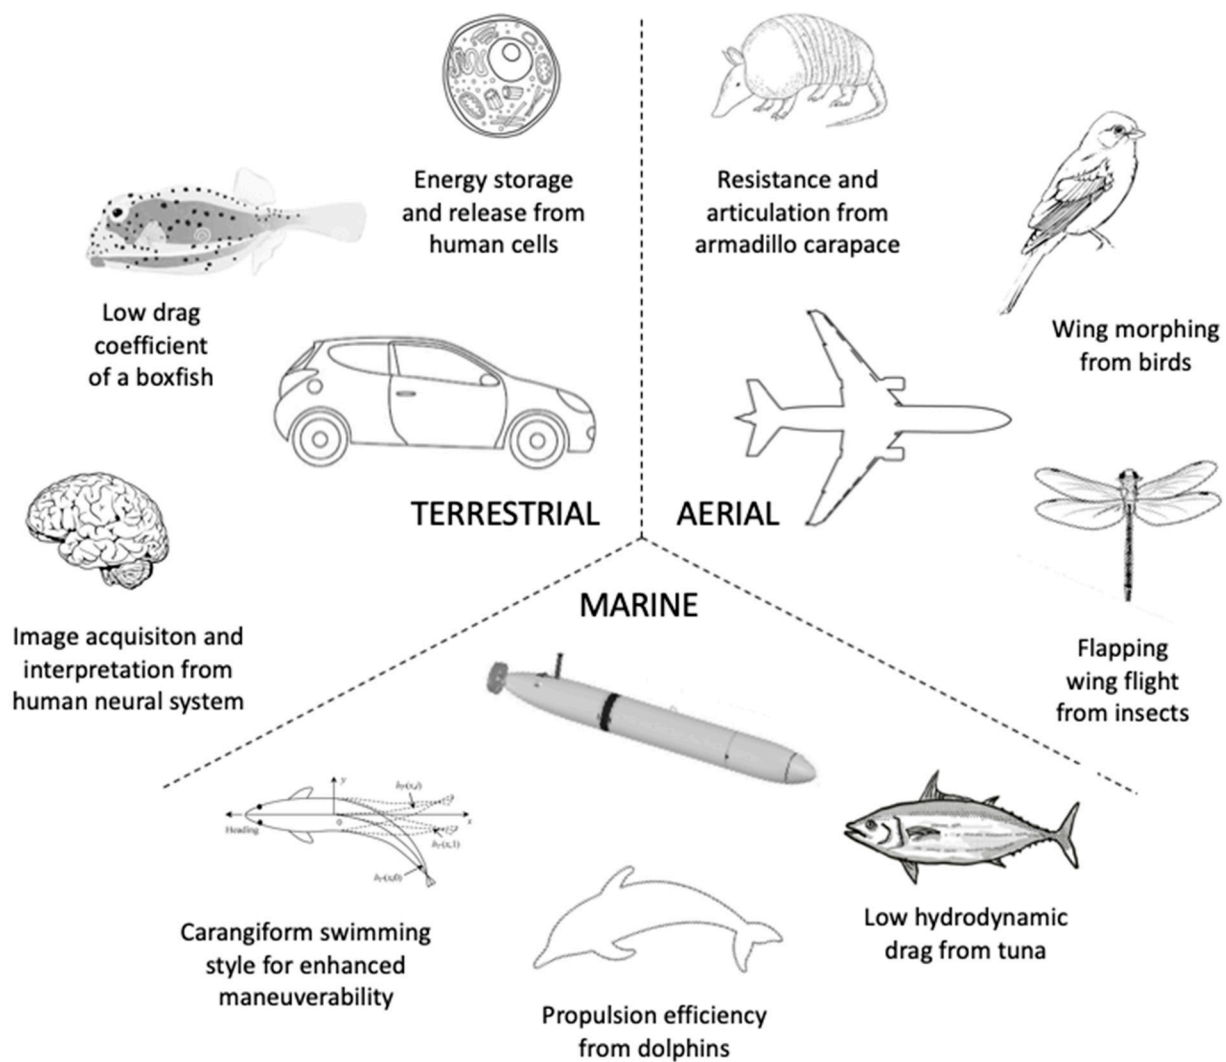 Energy storage
and release from
human cells
Resistance and
articulation from
armadillo carapace
Low drag
coefficient
of a boxfish
Wing morphing
from birds
TERRESTRIAL
AERIAL
MARINE
Image acquisiton and
interpretation from
human neural system
Flapping
wing flight
from insects
y
Heading
0
x
Carangiform swimming
style for enhanced
maneuverability
Low hydrodynamic
drag from tuna
Propulsion efficiency
from dolphins